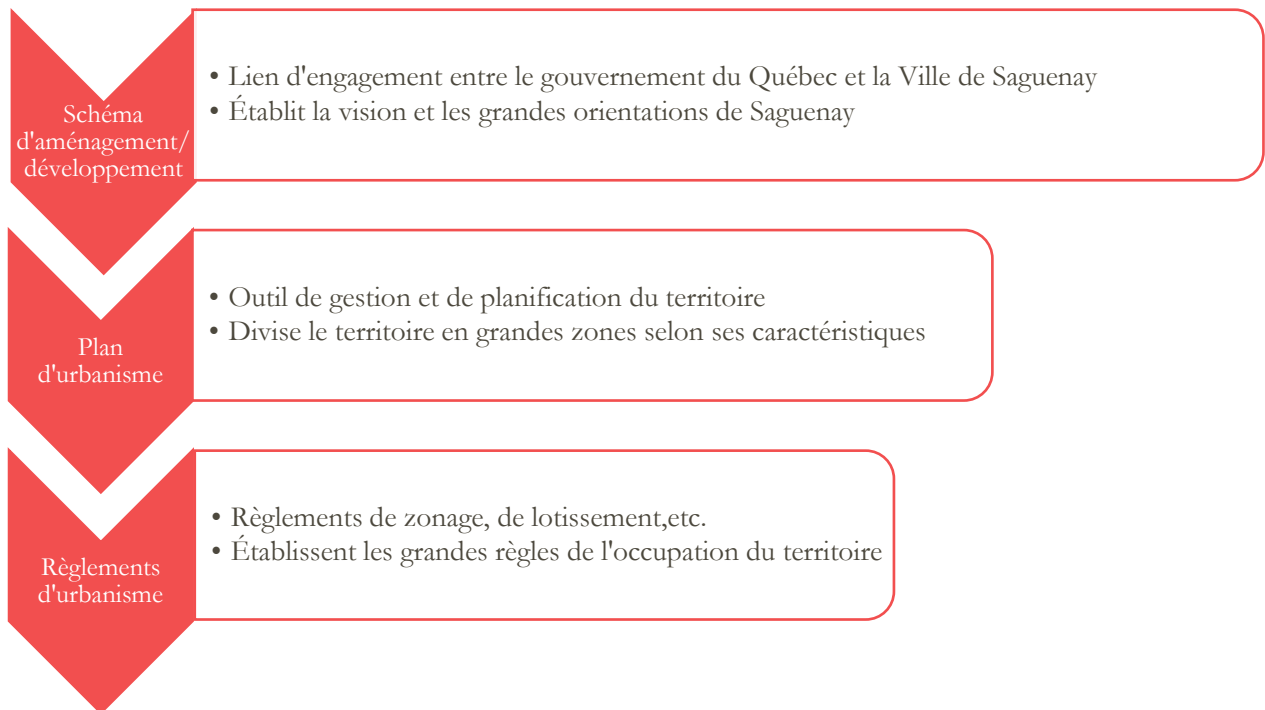 Schéma
d'aménagement/
développement
• Lien d'engagement entre le gouvernement du Québec et la Ville de Saguenay
• Établit la vision et les grandes orientations de Saguenay
Plan
d'urbanisme
• Outil de gestion et de planification du territoire
• Divise le territoire en grandes zones selon ses caractéristiques
Règlements
d'urbanisme
• Règlements de zonage, de lotissement,etc.
• Établissent les grandes règles de l'occupation du territoire